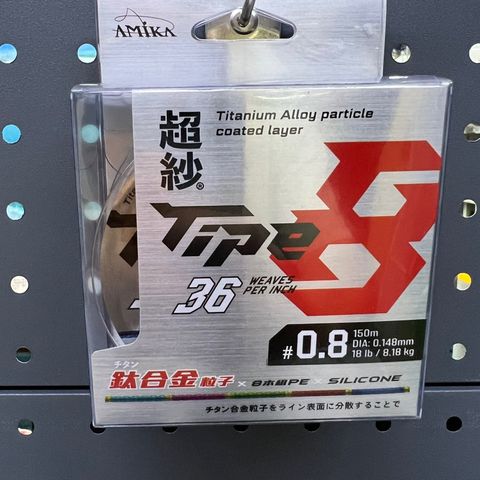 AMIKA
Titanium Alloy particle
coated layer
超紗®
Tipe 8
36 WEAVES
PER INCH
#0.8
150m
DIA: 0.148mm
18 lb / 8.18 kg
チタン
鈦合金粒子 × 8本組PE × SILICONE
チタン合金粒子をライン表面に分散することで